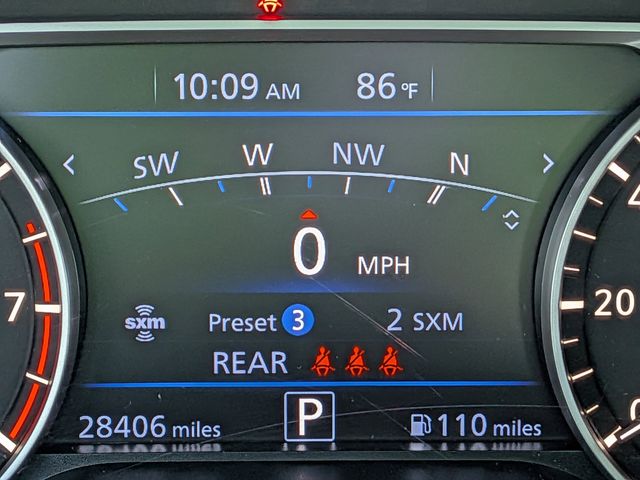 10:09 AM 86°F
SW W NW N
0 MPH
7
20
sxm Preset 3 2 SXM
REAR
28406 miles P 110 miles
0